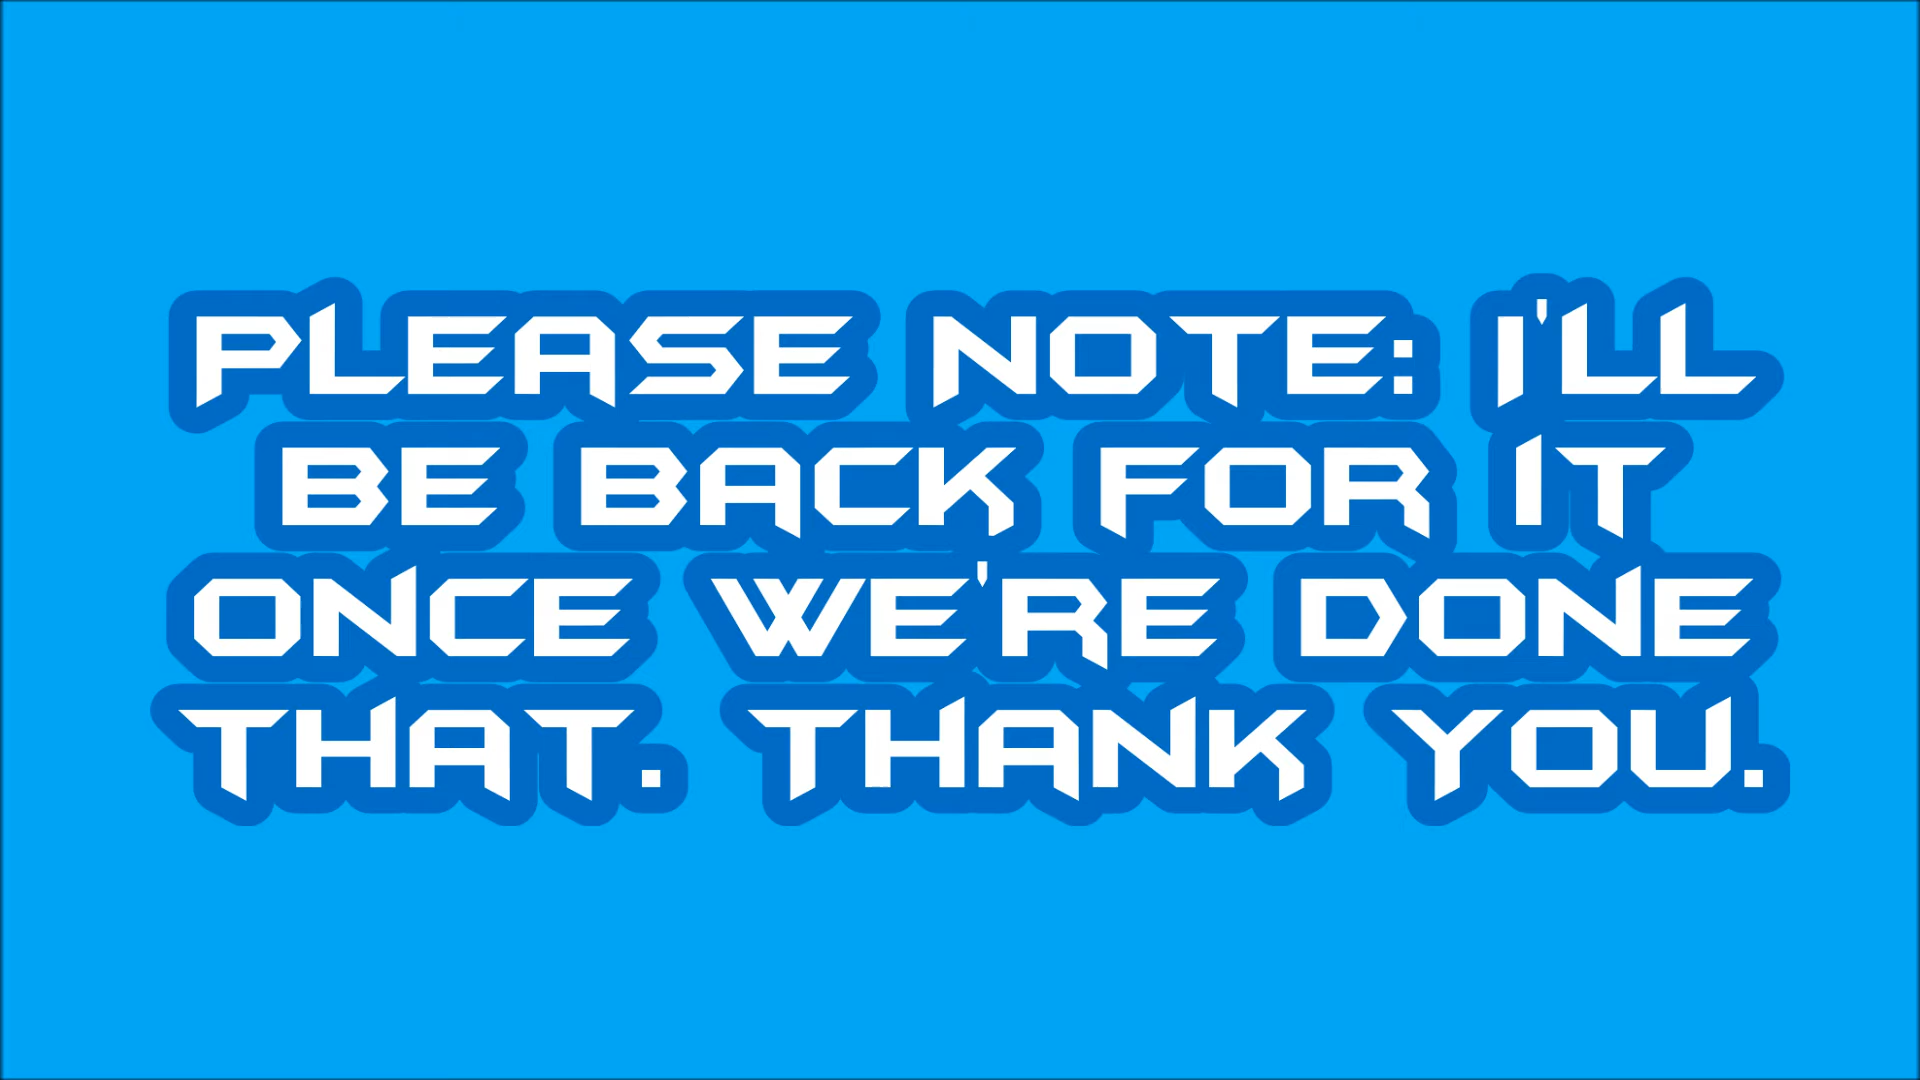 PLEASE NOTE: I'LL
BE BACK FOR IT
ONCE WE'RE DONE
THAT. THANK YOU.